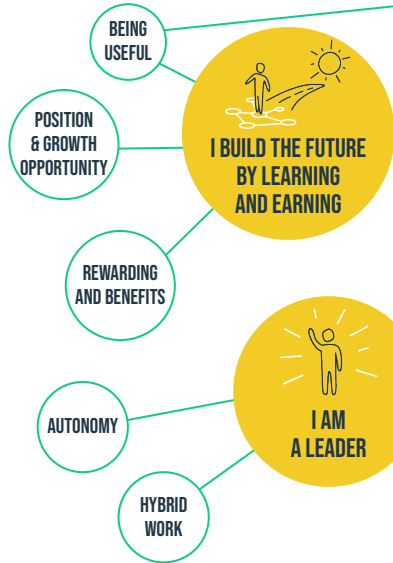 BEING
USEFUL
POSITION
& GROWTH
OPPORTUNITY
I BUILD THE FUTURE
BY LEARNING
AND EARNING
REWARDING
AND BENEFITS
I AM
A LEADER
AUTONOMY
HYBRID
WORK